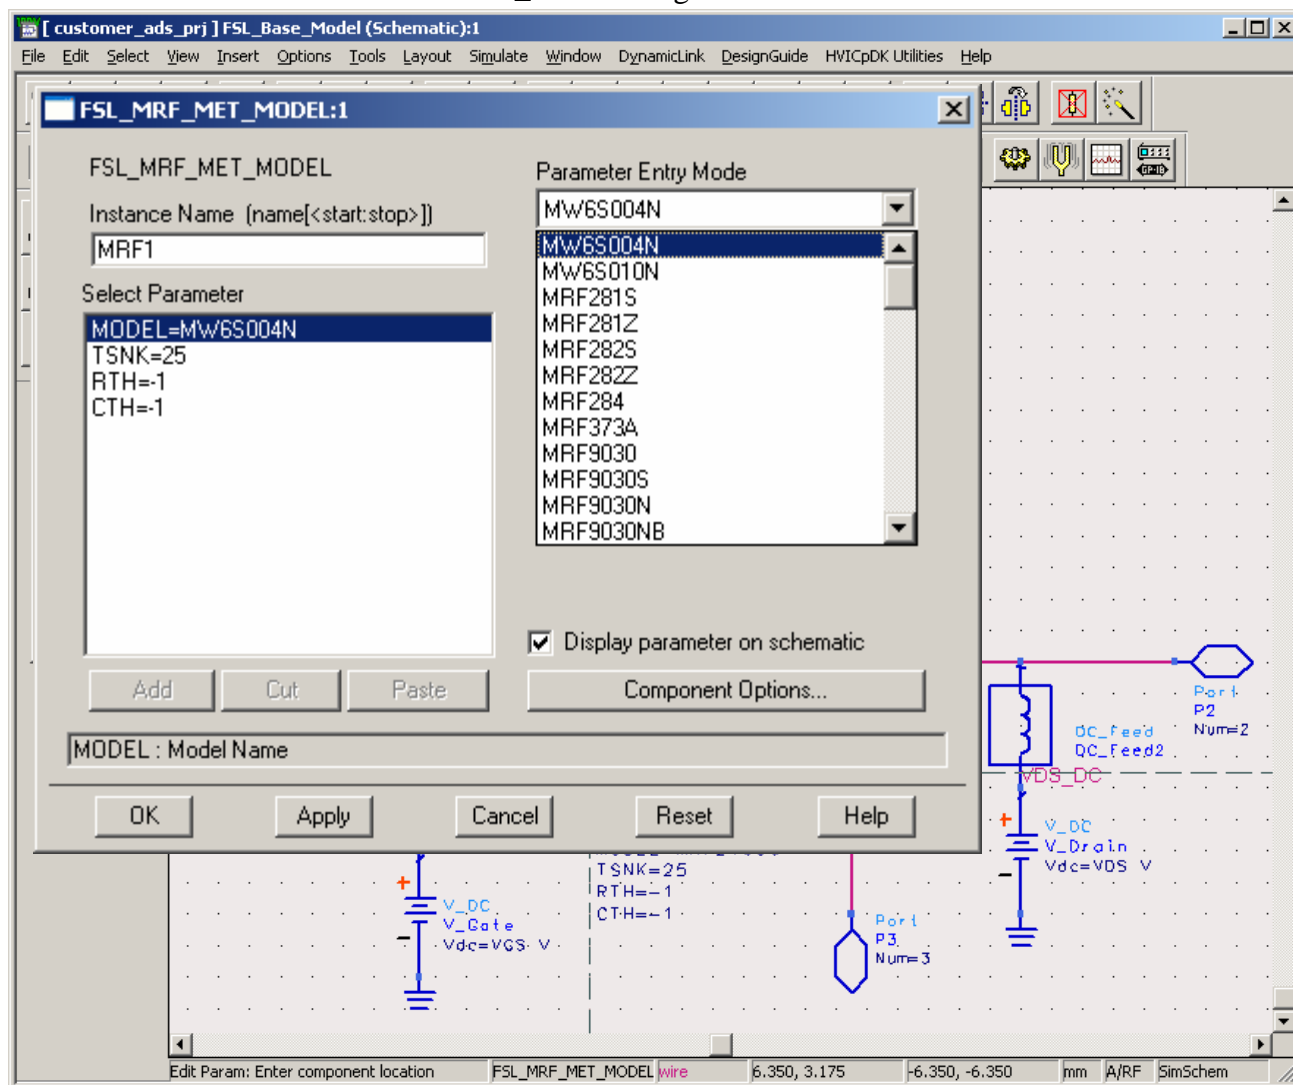 [ customer_ads_prj ] FSL_Base_Model (Schematic):1
File Edit Select View Insert Options Tools Layout Simulate Window DynamicLink DesignGuide HVICpDK Utilities Help
FSL_MRF_MET_MODEL:1
FSL_MRF_MET_MODEL
Instance Name (name[<start:stop>])
MRF1
Select Parameter
MODEL=MW6S004N
TSNK=25
RTH=-1
CTH=-1
Add Cut Paste
Parameter Entry Mode
MW6S004N
MW6S004N
MW6S010N
MRF281S
MRF281Z
MRF282S
MRF282Z
MRF284
MRF373A
MRF9030
MRF9030S
MRF9030N
MRF9030NB
Display parameter on schematic
Component Options...
MODEL : Model Name
OK Apply Cancel Reset Help
Port
P2
Num=2
DC_Feed
DC_Feed2
VDS_DC
V_DC
V_Drain
Vdc=VDS V
TSNK=25
RTH=-1
CTH=-1
V_DC
V_Gate
Vdc=VGS V
Port
P3
Num=3
Edit Param: Enter component location FSL_MRF_MET_MODEL wire 6.350, 3.175 -6.350, -6.350 mm A/RF SimSchem